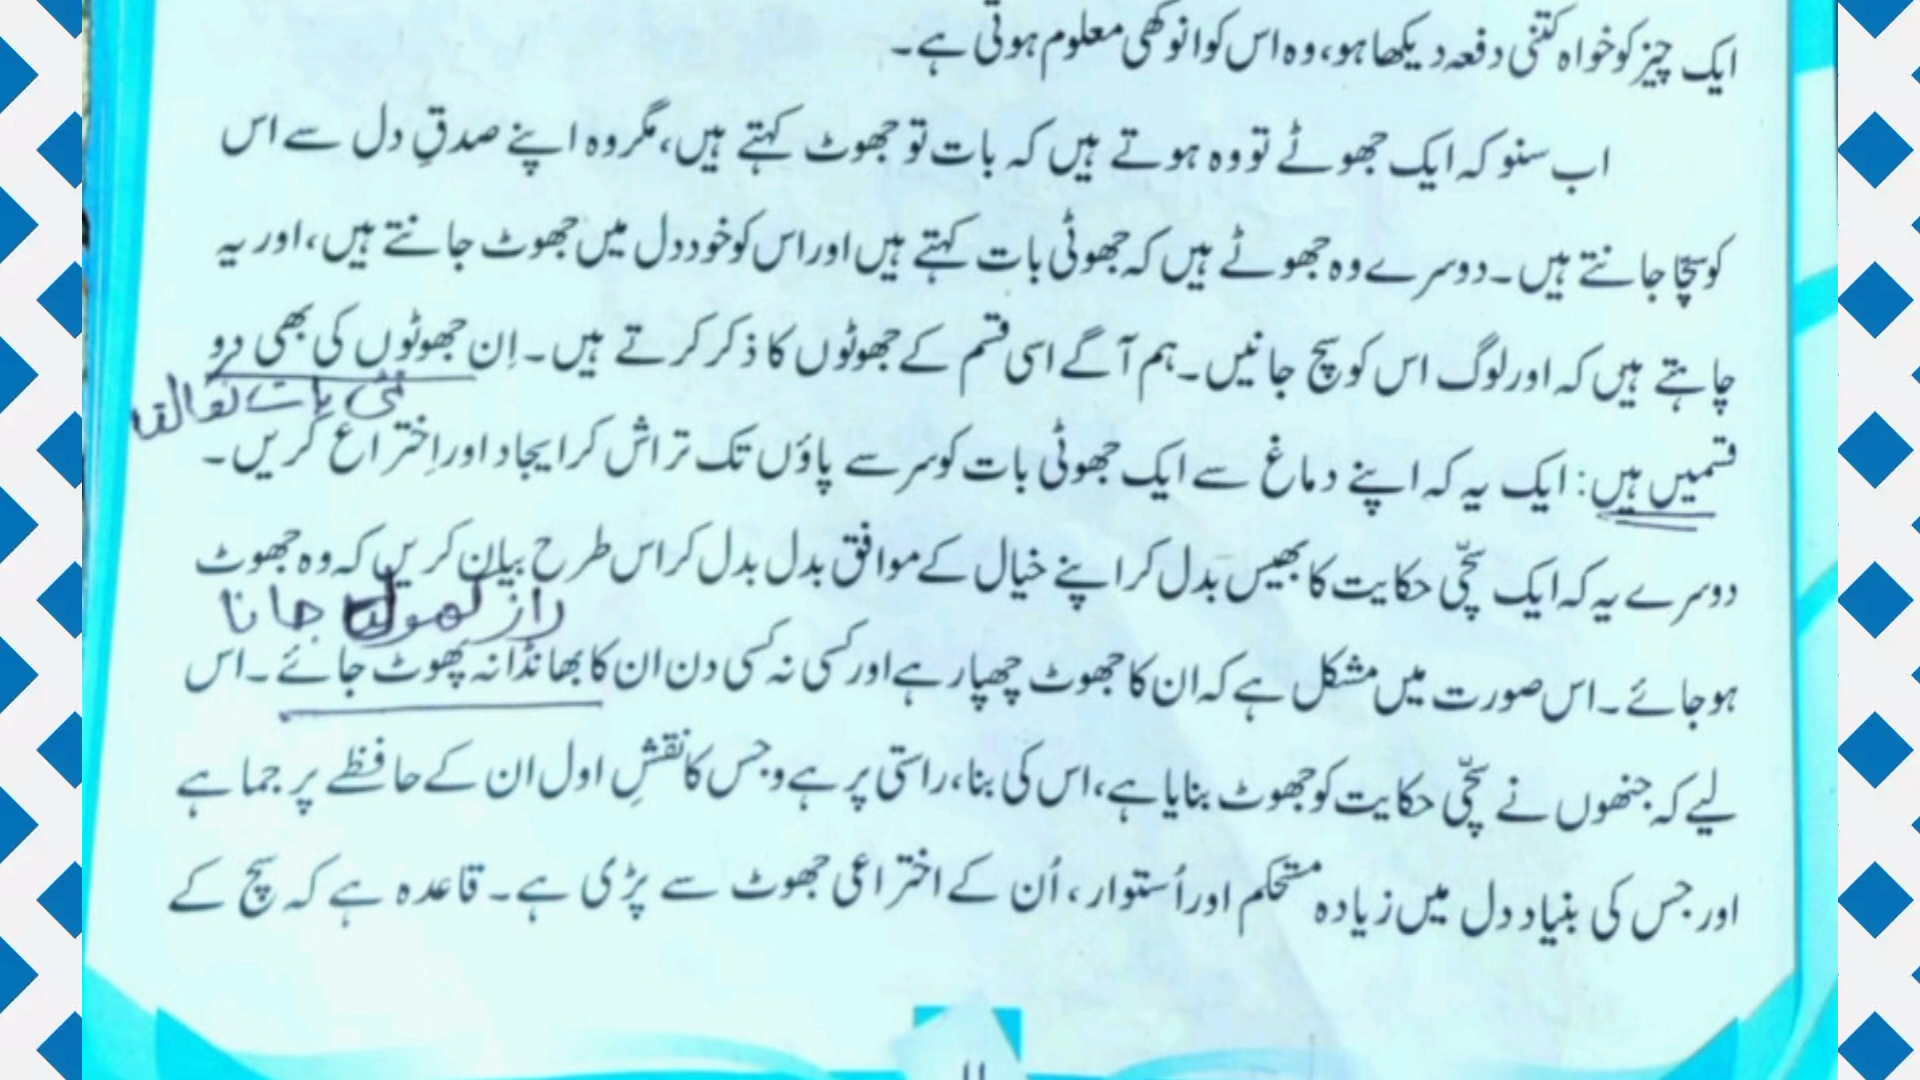 ایک چیز کو خواہ کتنی دفعہ دیکھا ہو، وہ اس کو انوکھی معلوم ہوتی ہے۔
اب سنو کہ ایک جھوٹے تو وہ ہوتے ہیں کہ بات تو جھوٹ کہتے ہیں، مگر وہ اپنے صدقِ دل سے اس
کو سچّا جانتے ہیں۔ دوسرے وہ جھوٹے ہیں کہ جھوٹی بات کہتے ہیں اور اس کو خود دل میں جھوٹ جانتے ہیں، اور یہ
چاہتے ہیں کہ اور لوگ اس کو سچ جانیں۔ ہم آگے اسی قسم کے جھوٹوں کا ذکر کرتے ہیں۔ اِن جھوٹوں کی بھی دو
نئی بات نکالنا
قسمیں ہیں: ایک یہ کہ اپنے دماغ سے ایک جھوٹی بات کو سر سے پاؤں تک تراش کر ایجاد اور اِختراع کریں۔
دوسرے یہ کہ ایک سچّی حکایت کا بھیس بَدل کر اپنے خیال کے موافق بدل بدل کر اس طرح بیان کریں کہ وہ جھوٹ
راز کھول جانا
ہو جائے۔ اس صورت میں مشکل ہے کہ ان کا جھوٹ چھپا رہے اور کسی نہ کسی دن ان کا بھانڈا نہ پھوٹ جائے۔ اس
لیے کہ جنھوں نے سچّی حکایت کو جھوٹ بنایا ہے، اس کی بنا، راستی پر ہے و جس کا نقشِ اول ان کے حافظے پر جما ہے
اور جس کی بنیاد دل میں زیادہ مستحکم اور اُستوار، اُن کے اختراعی جھوٹ سے پڑی ہے۔ قاعدہ ہے کہ سچ کے